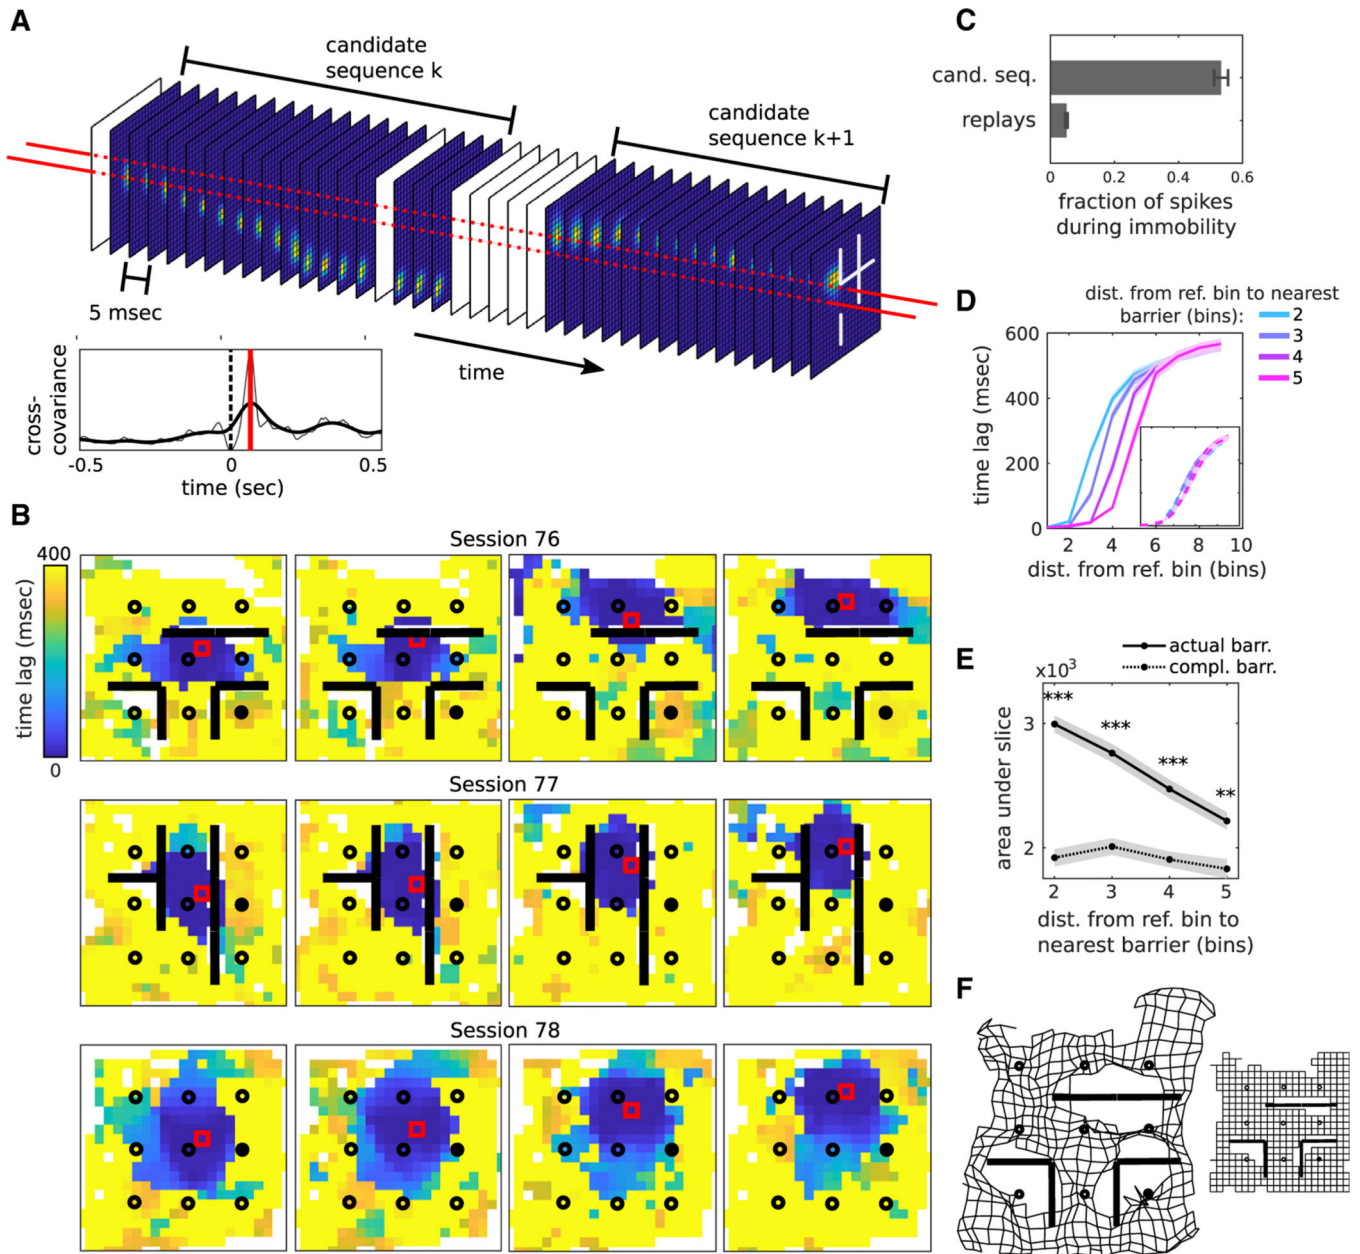 A
candidate
sequence k
candidate
sequence k+1
5 msec
time
cross-
covariance
-0.5
0
0.5
time (sec)
B
400
time lag (msec)
0
Session 76
Session 77
Session 78
C
cand. seq.
replays
0
0.2
0.4
0.6
fraction of spikes
during immobility
D
dist. from ref. bin to nearest
barrier (bins):
2
3
4
5
600
400
200
0
time lag (msec)
2
4
6
8
10
dist. from ref. bin (bins)
E
actual barr.
compl. barr.
x10³
***
***
***
**
3
2
area under slice
2
3
4
5
dist. from ref. bin to
nearest barrier (bins)
F